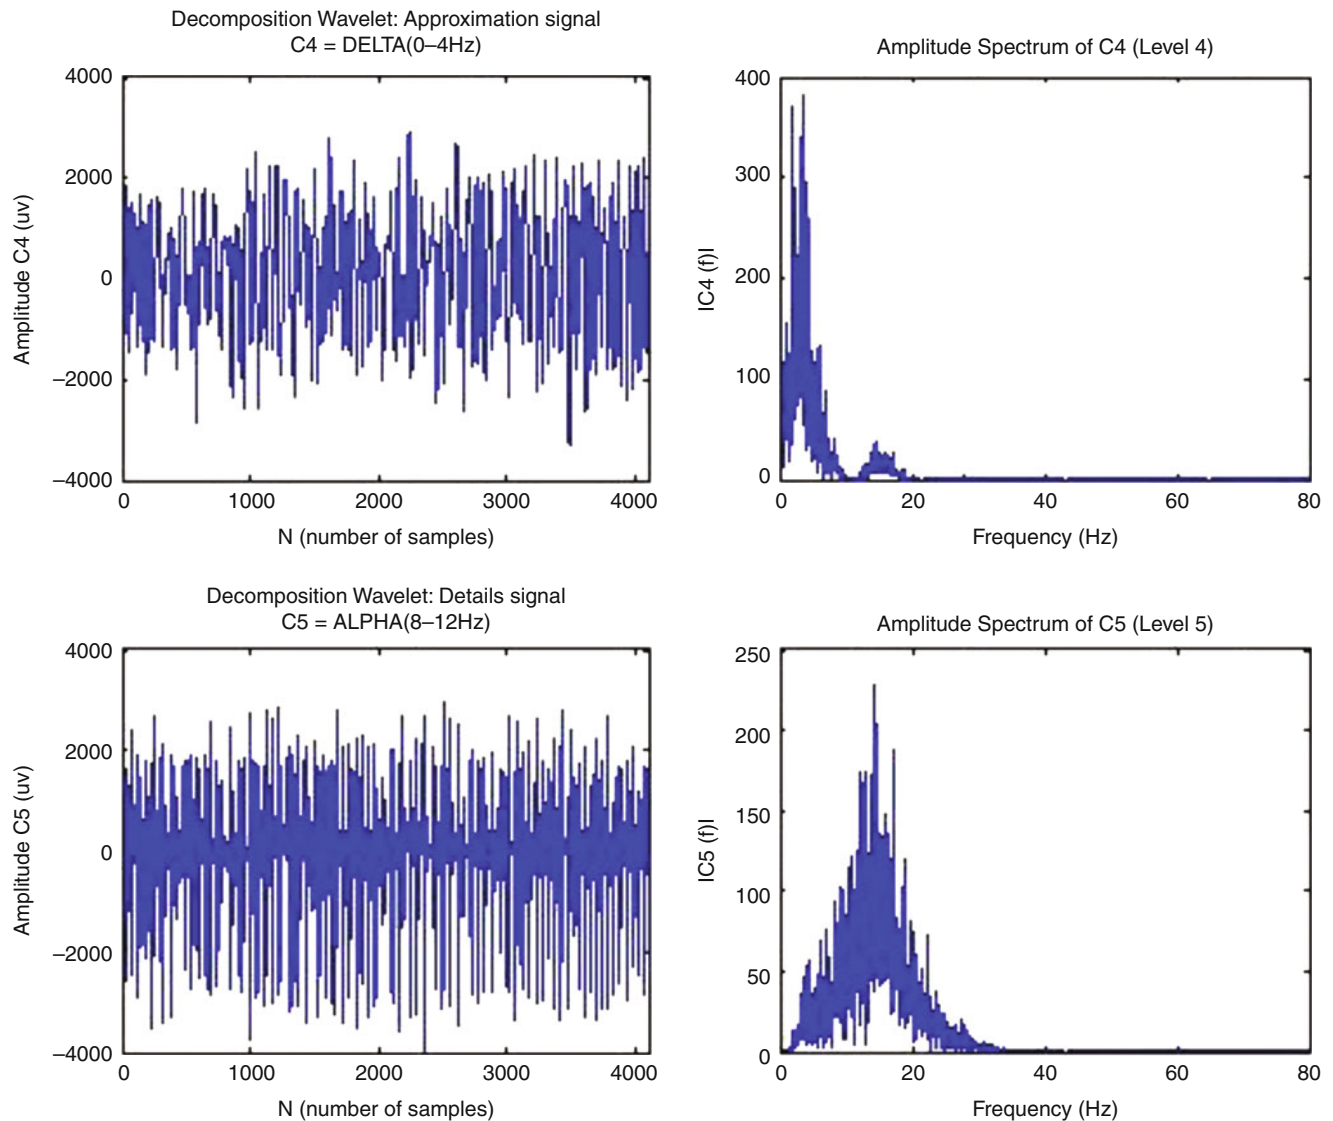 Decomposition Wavelet: Approximation signal
C4 = DELTA(0–4Hz)
4000
2000
0
–2000
–4000
Amplitude C4 (uv)
0 1000 2000 3000 4000
N (number of samples)
Amplitude Spectrum of C4 (Level 4)
400
300
200
100
0
IC4 (f)I
0 20 40 60 80
Frequency (Hz)
Decomposition Wavelet: Details signal
C5 = ALPHA(8–12Hz)
4000
2000
0
–2000
–4000
Amplitude C5 (uv)
0 1000 2000 3000 4000
N (number of samples)
Amplitude Spectrum of C5 (Level 5)
250
200
150
100
50
0
IC5 (f)I
0 20 40 60 80
Frequency (Hz)